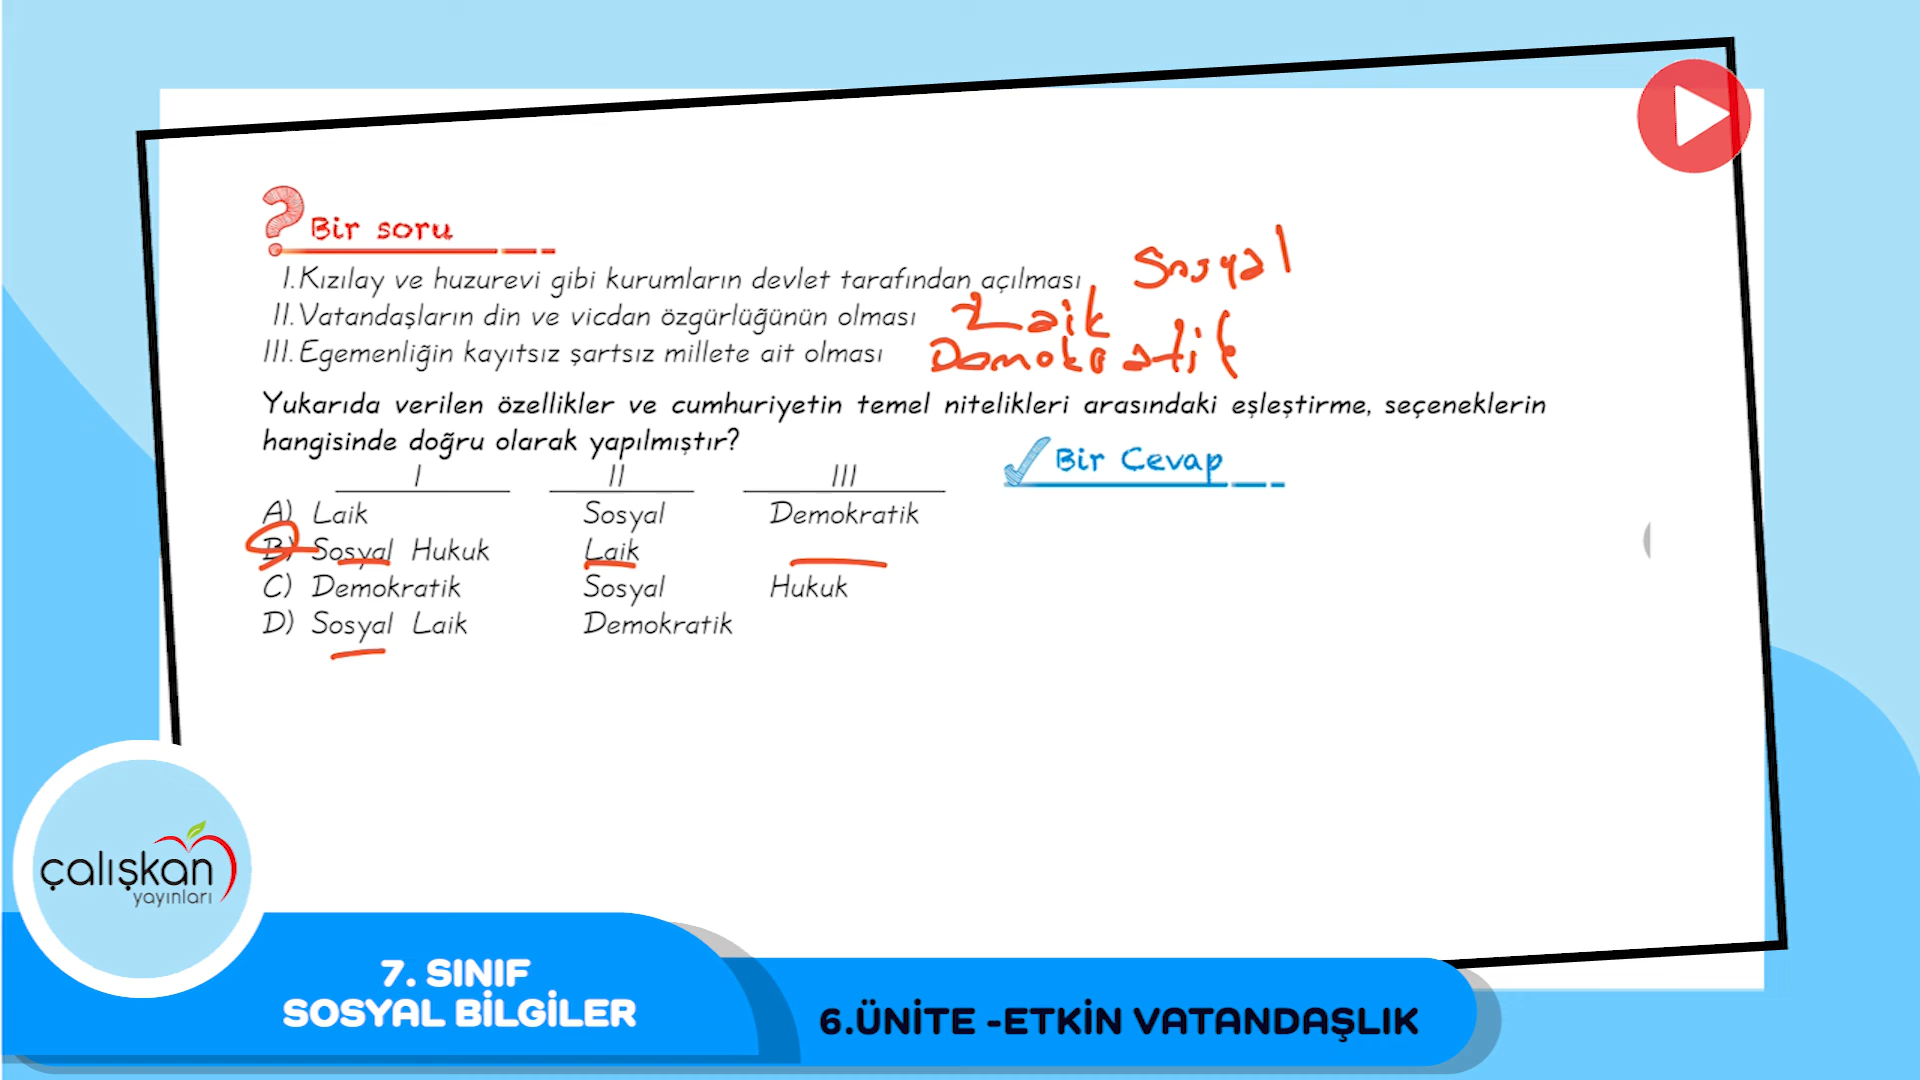 Bir soru
I. Kızılay ve huzurevi gibi kurumların devlet tarafından açılması Sosyal
II. Vatandaşların din ve vicdan özgürlüğünün olması Laik
III. Egemenliğin kayıtsız şartsız millete ait olması Demokratik
Yukarıda verilen özellikler ve cumhuriyetin temel nitelikleri arasındaki eşleştirme, seçeneklerin
hangisinde doğru olarak yapılmıştır?
Bir Cevap
I II III
A) Laik Sosyal Demokratik
B) Sosyal Hukuk Laik
C) Demokratik Sosyal Hukuk
D) Sosyal Laik Demokratik
çalışkan
yayınları
7. SINIF
SOSYAL BİLGİLER
6.ÜNİTE -ETKİN VATANDAŞLIK